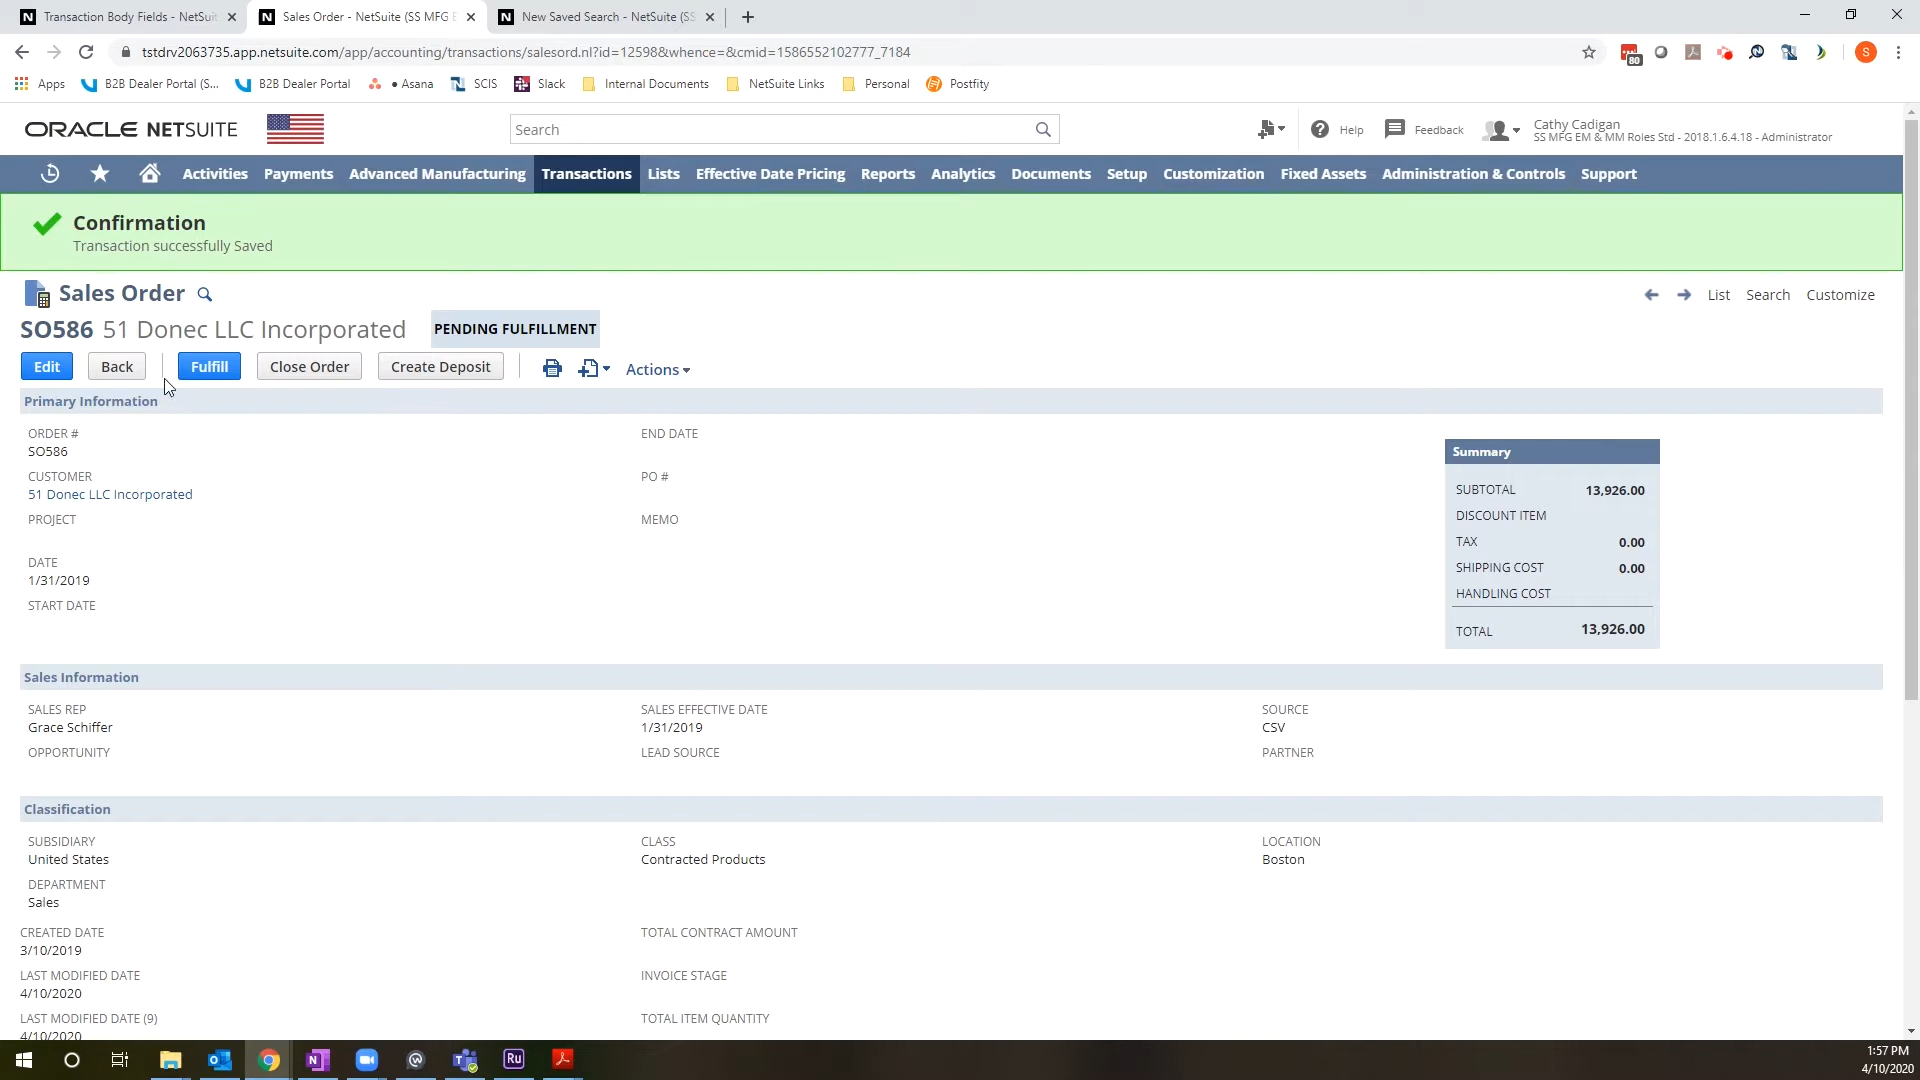 Transaction Body Fields - NetSuit
Sales Order - NetSuite (SS MFG E
New Saved Search - NetSuite (SS
tstdrv2063735.app.netsuite.com/app/accounting/transactions/salesord.nl?id=12598&whence=&cmid=1586552102777_7184
80
S
Apps
B2B Dealer Portal (S...
B2B Dealer Portal
• Asana
SCIS
Slack
Internal Documents
NetSuite Links
Personal
Postfity
ORACLE NETSUITE
Search
Help
Feedback
Cathy Cadigan
SS MFG EM & MM Roles Std - 2018.1.6.4.18 - Administrator
Activities
Payments
Advanced Manufacturing
Transactions
Lists
Effective Date Pricing
Reports
Analytics
Documents
Setup
Customization
Fixed Assets
Administration & Controls
Support
Confirmation
Transaction successfully Saved
Sales Order
List
Search
Customize
SO586 51 Donec LLC Incorporated
PENDING FULFILLMENT
Edit
Back
Fulfill
Close Order
Create Deposit
Actions
Primary Information
ORDER #
SO586
CUSTOMER
51 Donec LLC Incorporated
PROJECT
DATE
1/31/2019
START DATE
END DATE
PO #
MEMO
Summary
SUBTOTAL 13,926.00
DISCOUNT ITEM
TAX 0.00
SHIPPING COST 0.00
HANDLING COST
TOTAL 13,926.00
Sales Information
SALES REP
Grace Schiffer
OPPORTUNITY
SALES EFFECTIVE DATE
1/31/2019
LEAD SOURCE
SOURCE
CSV
PARTNER
Classification
SUBSIDIARY
United States
DEPARTMENT
Sales
CLASS
Contracted Products
LOCATION
Boston
CREATED DATE
3/10/2019
LAST MODIFIED DATE
4/10/2020
LAST MODIFIED DATE (9)
4/10/2020
TOTAL CONTRACT AMOUNT
INVOICE STAGE
TOTAL ITEM QUANTITY
Ru
1:57 PM
4/10/2020